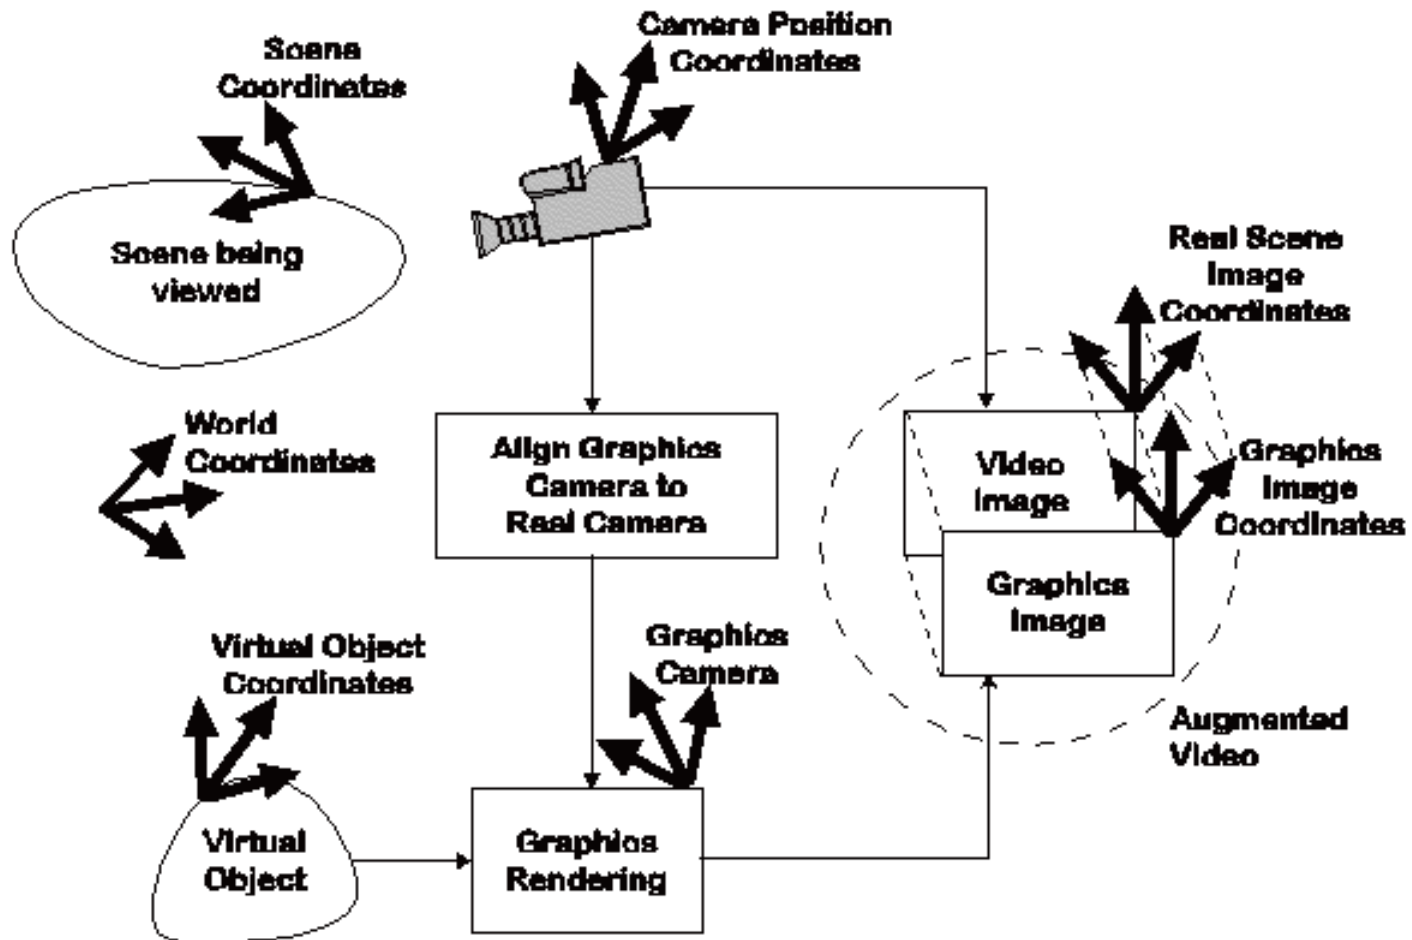 Camera Position
Coordinates
Scene
Coordinates
Scene being
viewed
Real Scene
Image
Coordinates
World
Coordinates
Align Graphics
Camera to
Real Camera
Video
Image
Graphics
Image
Coordinates
Graphics
Image
Virtual Object
Coordinates
Graphics
Camera
Augmented
Video
Virtual
Object
Graphics
Rendering